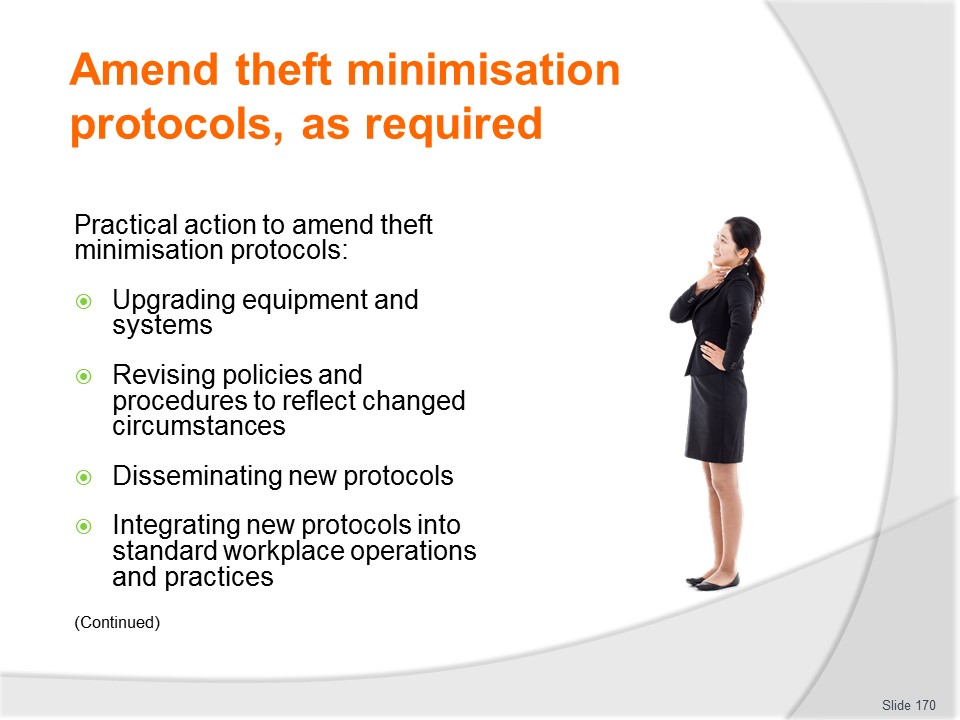 Amend theft minimisation
protocols, as required
Practical action to amend theft
minimisation protocols:
Upgrading equipment and
systems
Revising policies and
procedures to reflect changed
circumstances
Disseminating new protocols
Integrating new protocols into
standard workplace operations
and practices
(Continued)
Slide 170